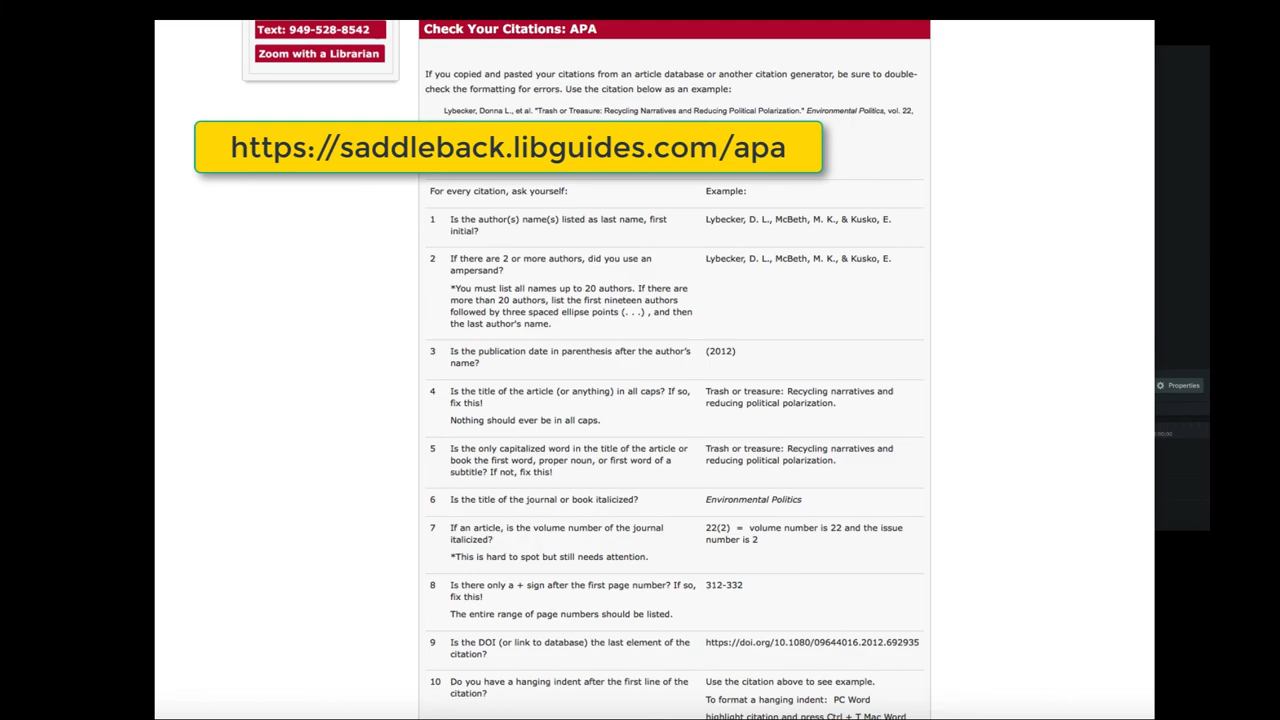 Text: 949-528-8542
Zoom with a Librarian
Check Your Citations: APA
If you copied and pasted your citations from an article database or another citation generator, be sure to double-
check the formatting for errors. Use the citation below as an example:
Lybecker, Donna L., et al. "Trash or Treasure: Recycling Narratives and Reducing Political Polarization." Environmental Politics, vol. 22,
https://saddleback.libguides.com/apa
For every citation, ask yourself:
Example:
1 Is the author(s) name(s) listed as last name, first
initial?
Lybecker, D. L., McBeth, M. K., & Kusko, E.
2 If there are 2 or more authors, did you use an
ampersand?
*You must list all names up to 20 authors. If there are
more than 20 authors, list the first nineteen authors
followed by three spaced ellipse points (. . .) , and then
the last author's name.
Lybecker, D. L., McBeth, M. K., & Kusko, E.
3 Is the publication date in parenthesis after the author's
name?
(2012)
4 Is the title of the article (or anything) in all caps? If so,
fix this!
Nothing should ever be in all caps.
Trash or treasure: Recycling narratives and
reducing political polarization.
5 Is the only capitalized word in the title of the article or
book the first word, proper noun, or first word of a
subtitle? If not, fix this!
Trash or treasure: Recycling narratives and
reducing political polarization.
6 Is the title of the journal or book italicized?
Environmental Politics
7 If an article, is the volume number of the journal
italicized?
*This is hard to spot but still needs attention.
22(2) = volume number is 22 and the issue
number is 2
8 Is there only a + sign after the first page number? If so,
fix this!
The entire range of page numbers should be listed.
312-332
9 Is the DOI (or link to database) the last element of the
citation?
https://doi.org/10.1080/09644016.2012.692935
10 Do you have a hanging indent after the first line of the
citation?
Use the citation above to see example.
To format a hanging indent: PC Word
highlight citation and press Ctrl + T Mac Word
Properties